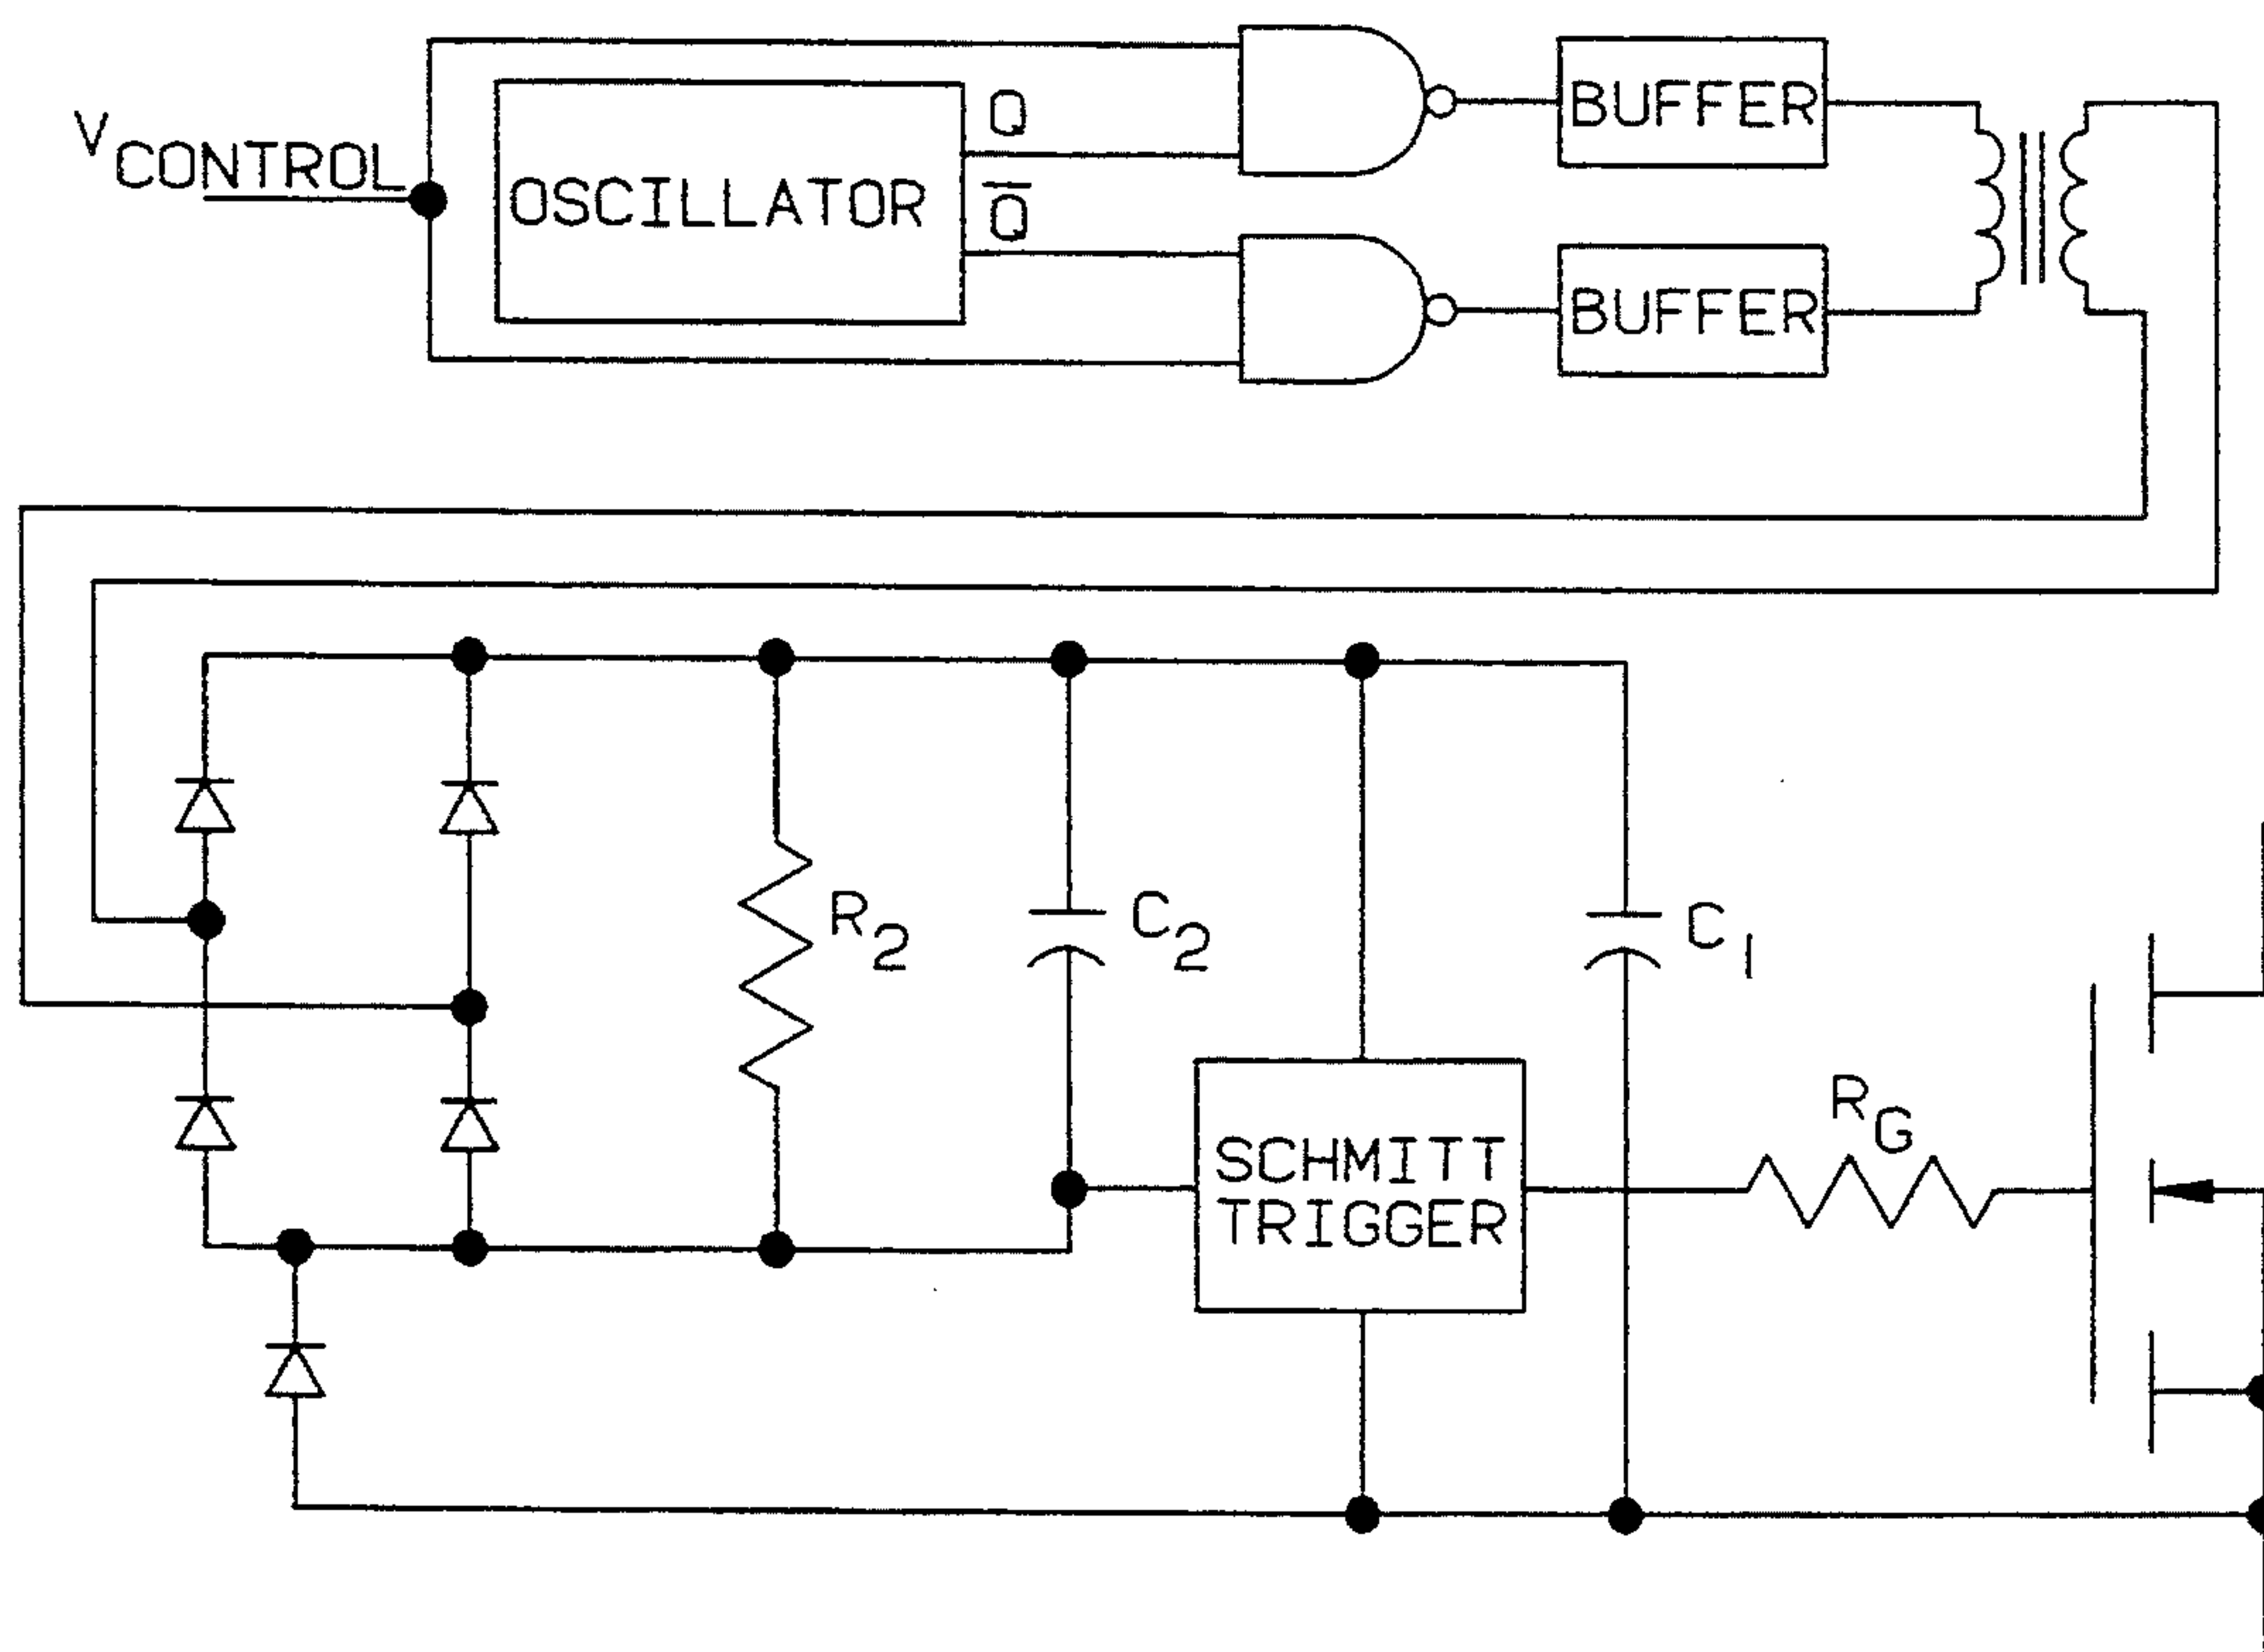 V CONTROL
OSCILLATOR
Q
Q̅
BUFFER
BUFFER
R2
C2
C1
SCHMITT
TRIGGER
RG